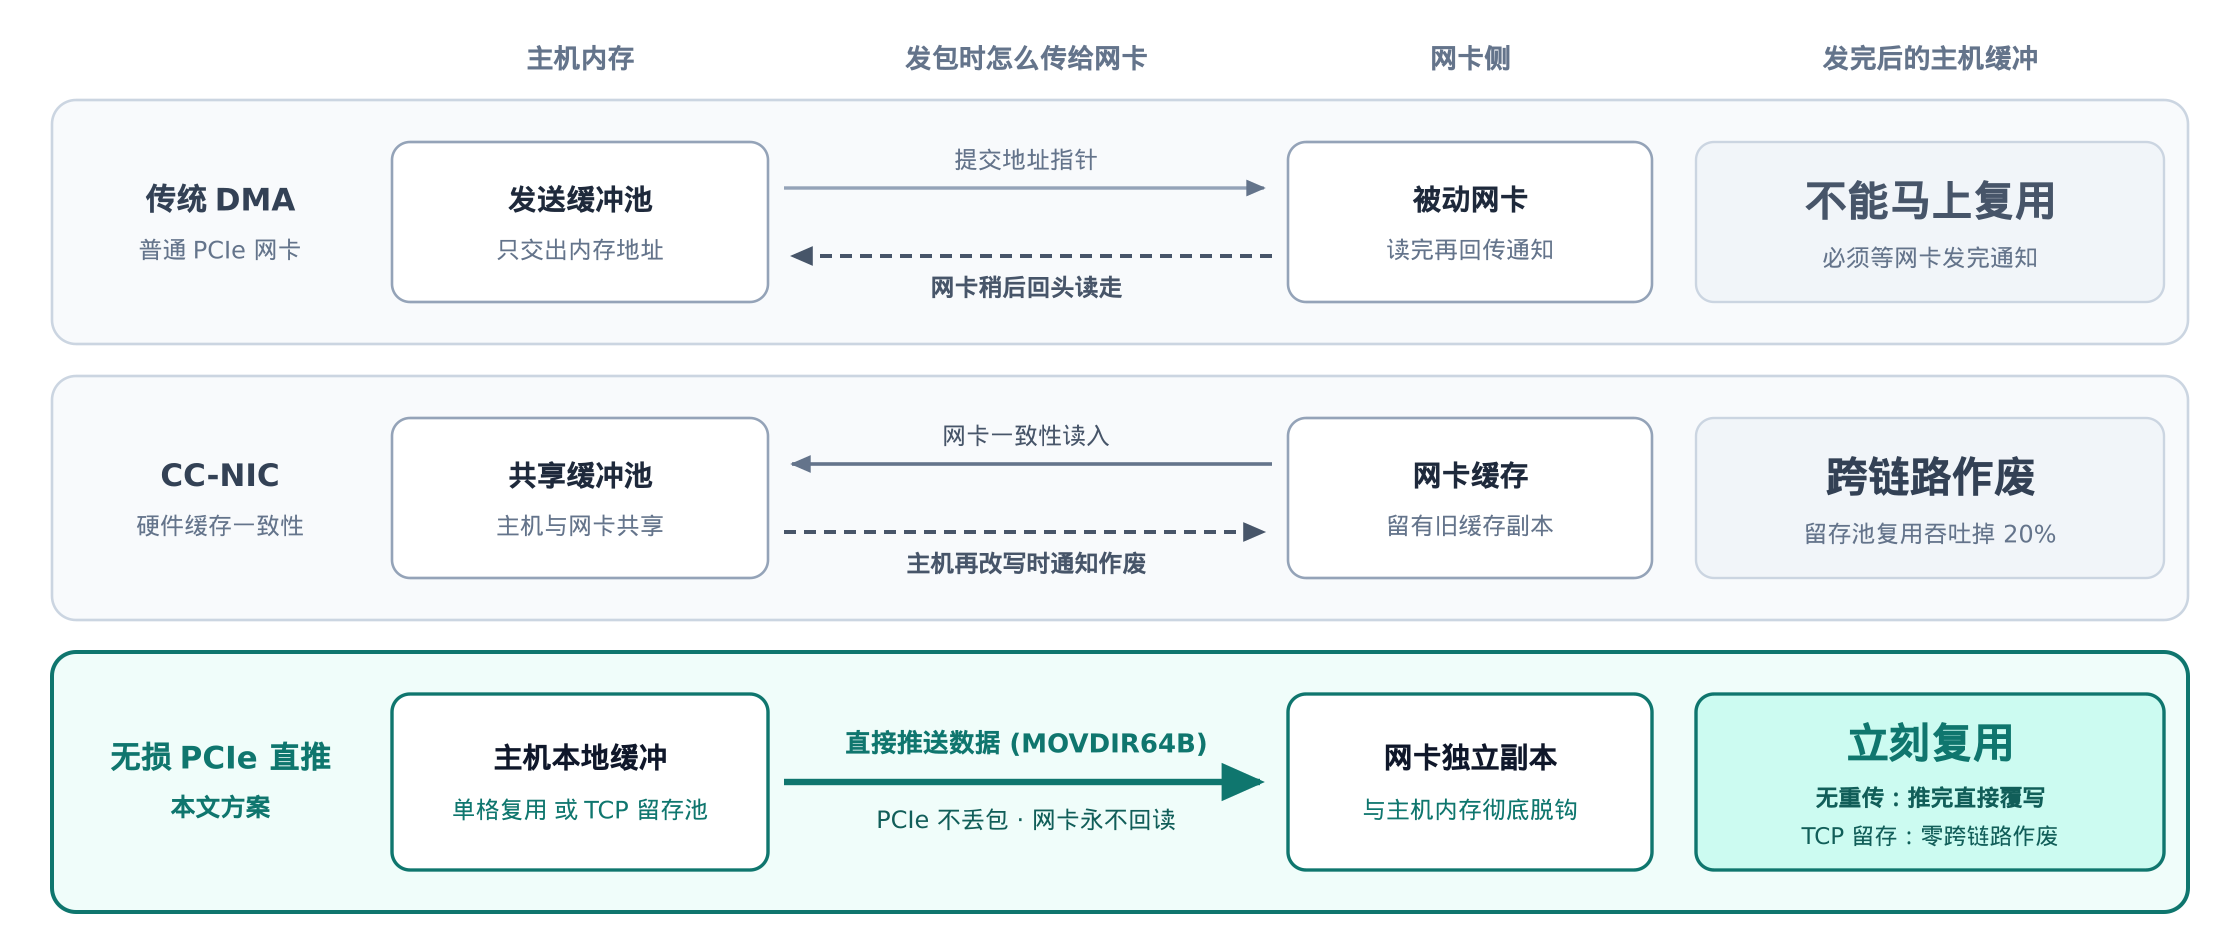 主机内存
发包时怎么传给网卡
网卡侧
发完后的主机缓冲
传统 DMA
普通 PCIe 网卡
发送缓冲池
只交出内存地址
提交地址指针
网卡稍后回头读走
被动网卡
读完再回传通知
不能马上复用
必须等网卡发完通知
CC-NIC
硬件缓存一致性
共享缓冲池
主机与网卡共享
网卡一致性读入
主机再改写时通知作废
网卡缓存
留有旧缓存副本
跨链路作废
留存池复用吞吐掉 20%
无损 PCIe 直推
本文方案
主机本地缓冲
单格复用 或 TCP 留存池
直接推送数据 (MOVDIR64B)
PCIe 不丢包 · 网卡永不回读
网卡独立副本
与主机内存彻底脱钩
立刻复用
无重传：推完直接覆写
TCP 留存：零跨链路作废